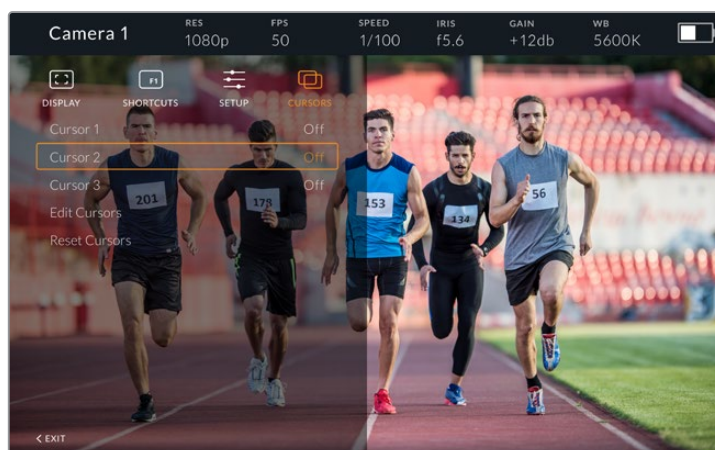 Camera 1
RES FPS SPEED IRIS GAIN WB
1080p 50 1/100 f5.6 +12db 5600K
F1
DISPLAY SHORTCUTS SETUP CURSORS
Cursor 1 Off
Cursor 2 Off
Cursor 3 Off
Edit Cursors
Reset Cursors
201 178 153 134 56
< EXIT